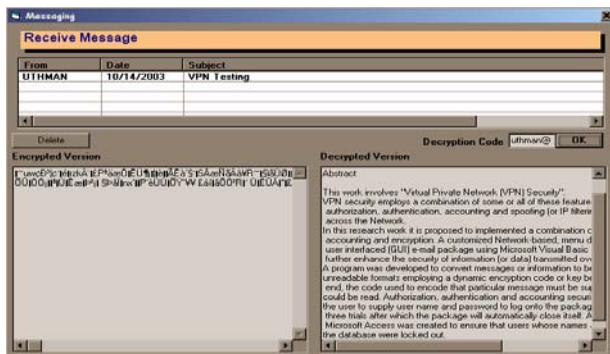 Messaging
Receive Message
From Date Subject
UTHMAN 10/14/2003 VPN Testing
Delete
Decryption Code uthman@ OK
Encrypted Version
Decrypted Version
Abstract
This work involves "Virtual Private Network (VPN) Security".
VPN security employs a combination of some or all of these feature
authorization, authentication, accounting and spoofing (or IP filterin
across the Network.
In this research work it is proposed to implemented a combination c
accounting and encryption. A customized Network-based, menu d
user interfaced (GUI) e-mail package using Microsoft Visual Basic
further enhance the security of information (or data) transmitted ov
A program was developed to convert messages or information to be
unreadable formats employing a dynamic encryption code or key b
end, the code used to encode that particular message must be su
could be read. Authorization, authentication and accounting securi
the user to supply user name and password to log onto the packag
three trials after which the package will automatically close itself. A
Microsoft Access was created to ensure that users whose names
the database were locked out.